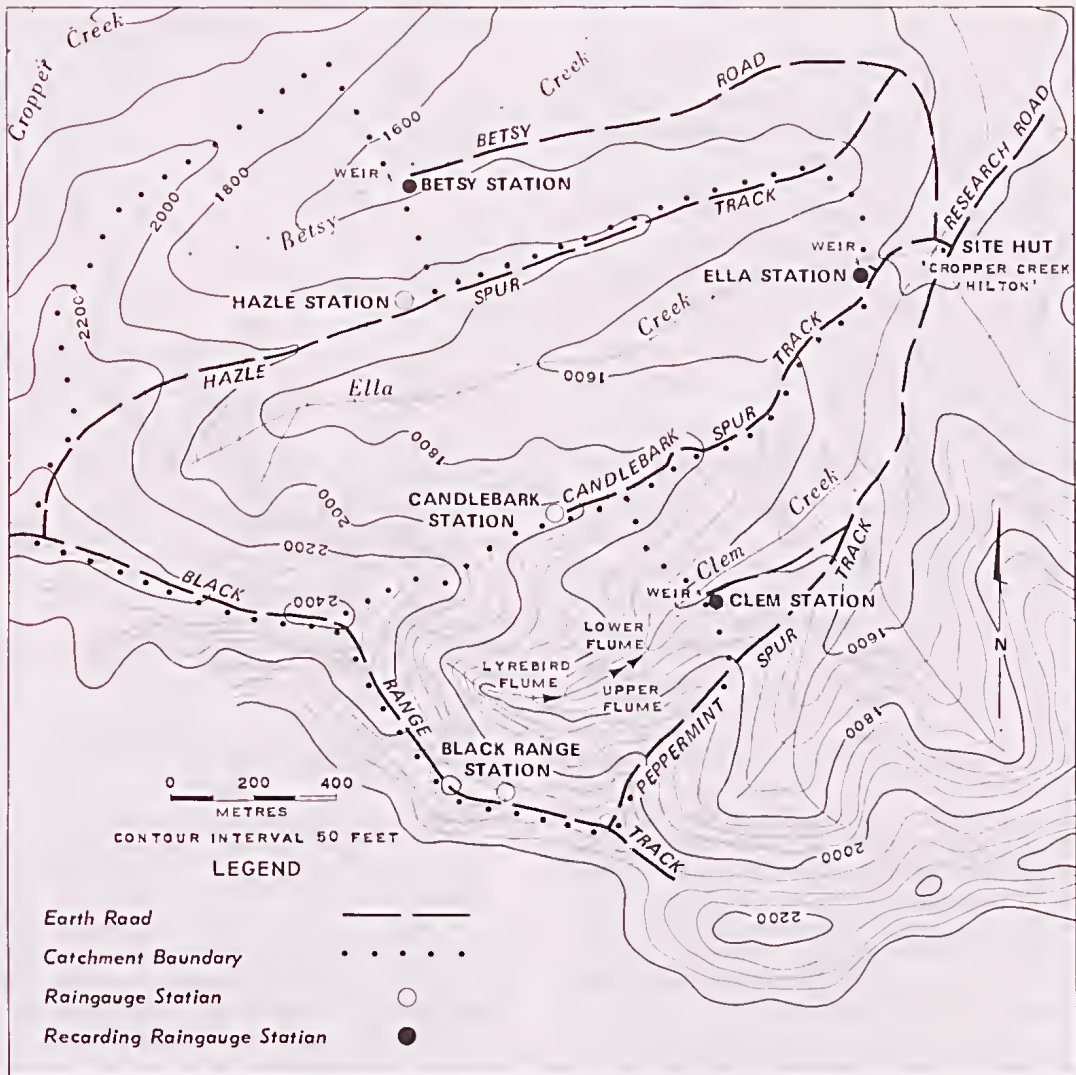 Cropper Creek
Creek
BETSY ROAD
1600
WEIR
BETSY STATION
RESEARCH ROAD
2000
1800
Betsy
TRACK
WEIR
SITE HUT
'CROPPER CREEK
HILTON'
ELLA STATION
HAZLE STATION
SPUR
2200
HAZLE
Creek
TRACK
Ella
1600
1800
SPUR
CANDLEBARK
2000
CANDLEBARK
STATION
Creek
2200
Clem
TRACK
BLACK
2400
WEIR
CLEM STATION
LOWER
FLUME
SPUR
1600
N
LYREBIRD
FLUME
UPPER
FLUME
RANGE
1800
PEPPERMINT
BLACK RANGE
STATION
0 200 400
METRES
CONTOUR INTERVAL 50 FEET
TRACK
2000
LEGEND
2200
Earth Road
Catchment Boundary
Raingauge Station
Recarding Raingauge Station